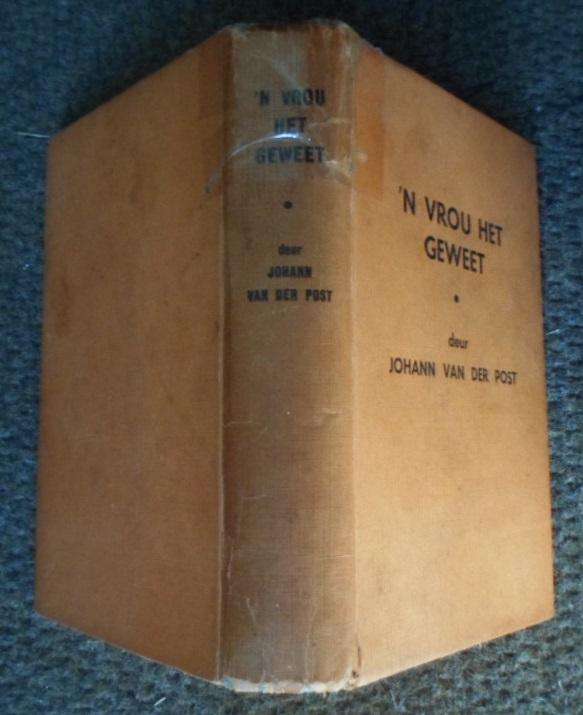 'N VROU
HET
GEWEET
•
deur
JOHANN
VAN DER POST
'N VROU HET
GEWEET
•
deur
JOHANN VAN DER POST